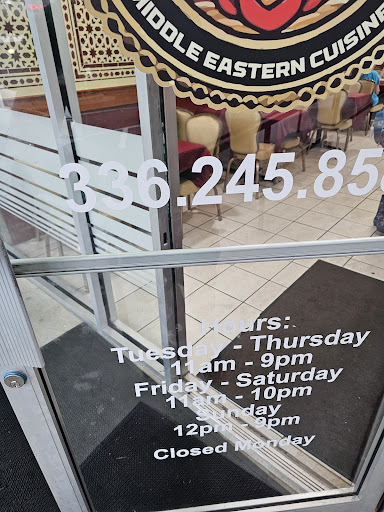 MIDDLE EASTERN CUISINE
336.245.85
Hours:
Tuesday - Thursday
11am - 9pm
Friday - Saturday
11am - 10pm
Sunday
12pm - 9pm
Closed Monday